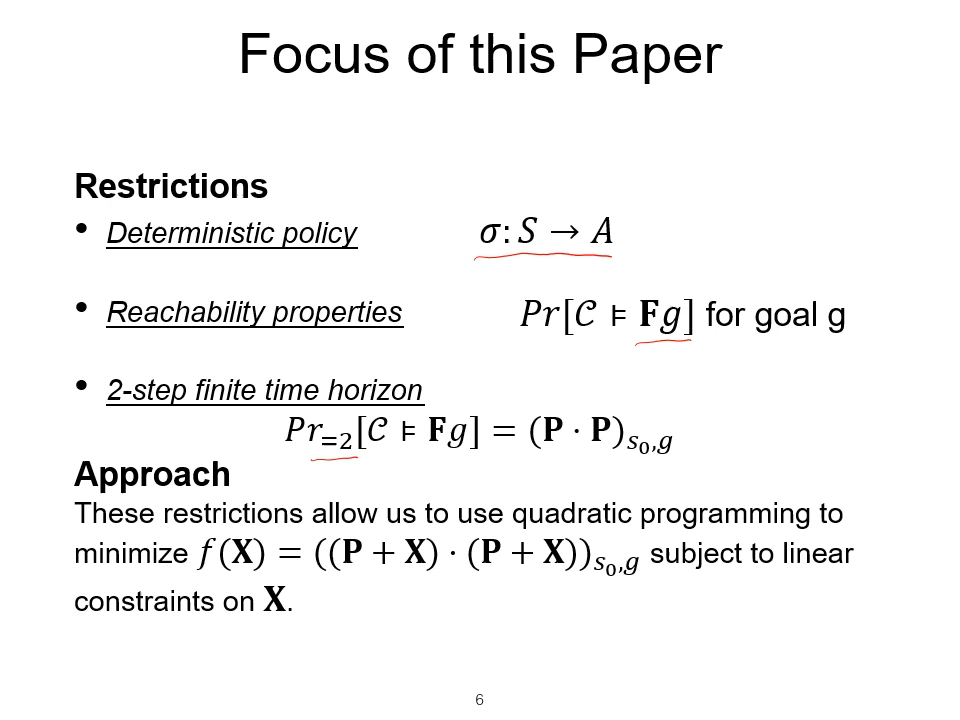 Focus of this Paper
Restrictions
• Deterministic policy σ: S → A
• Reachability properties Pr[𝒞 ⊧ 𝐅g] for goal g
• 2-step finite time horizon
Pr₌₂[𝒞 ⊧ 𝐅g] = (𝐏 · 𝐏)_{s₀,g}
Approach
These restrictions allow us to use quadratic programming to
minimize f(𝐗) = ((𝐏 + 𝐗) · (𝐏 + 𝐗))_{s₀,g} subject to linear
constraints on 𝐗.
6